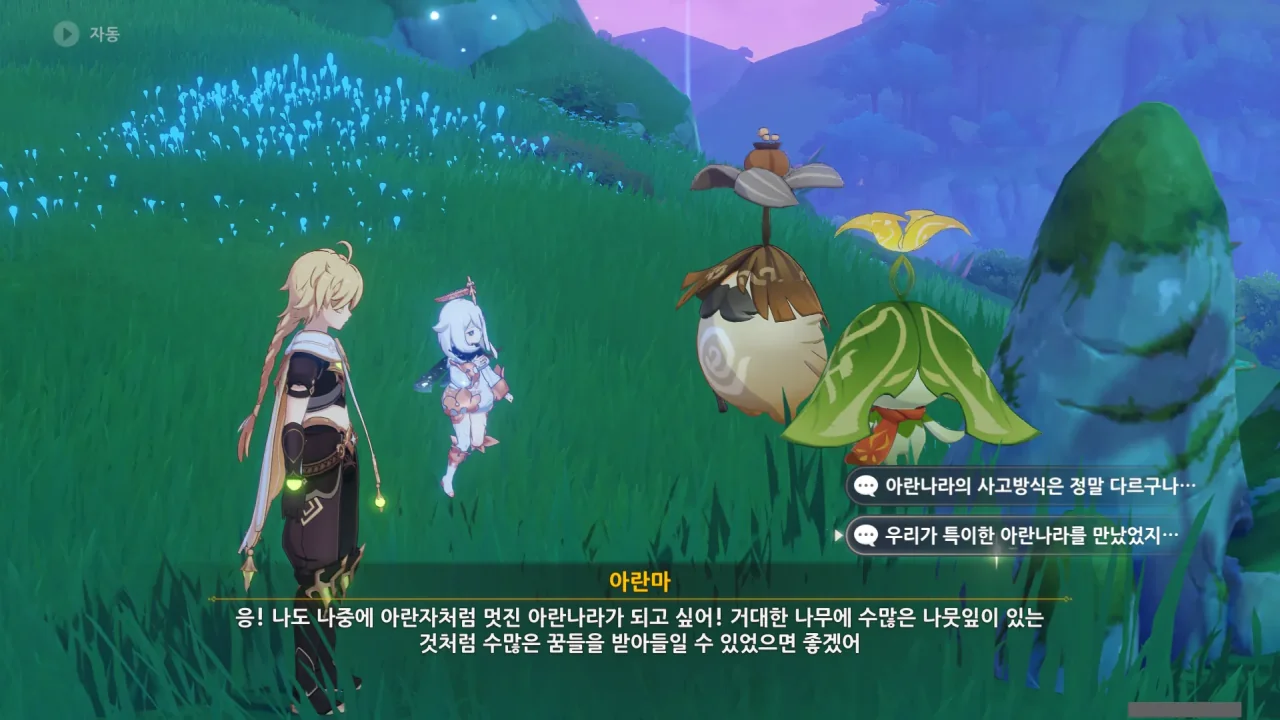 자동
아란나라의 사고방식은 정말 다르구나…
우리가 특이한 아란나라를 만났었지…
아란마
응! 나도 나중에 아란자처럼 멋진 아란나라가 되고 싶어! 거대한 나무에 수많은 나뭇잎이 있는
것처럼 수많은 꿈들을 받아들일 수 있었으면 좋겠어